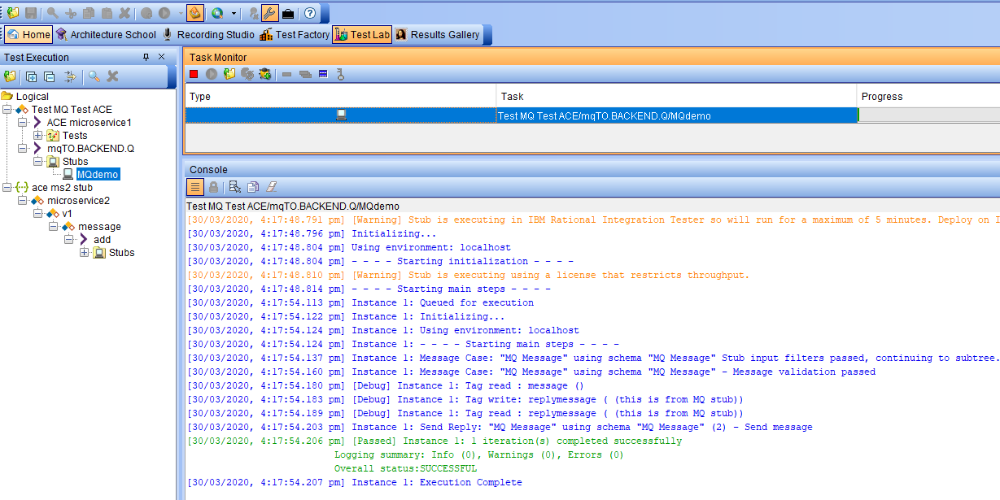 Home Architecture School Recording Studio Test Factory Test Lab Results Gallery
Test Execution
Logical
Test MQ Test ACE
ACE microservice1
Tests
mqTO.BACKEND.Q
Stubs
MQdemo
ace ms2 stub
microservice2
v1
message
add
Stubs
Task Monitor
Type Task Progress
Test MQ Test ACE/mqTO.BACKEND.Q/MQdemo
Console
Test MQ Test ACE/mqTO.BACKEND.Q/MQdemo
[30/03/2020, 4:17:48.791 pm] [Warning] Stub is executing in IBM Rational Integration Tester so will run for a maximum of 5 minutes. Deploy on I
[30/03/2020, 4:17:48.796 pm] Initializing...
[30/03/2020, 4:17:48.804 pm] Using environment: localhost
[30/03/2020, 4:17:48.804 pm] - - - - Starting initialization - - - -
[30/03/2020, 4:17:48.810 pm] [Warning] Stub is executing using a license that restricts throughput.
[30/03/2020, 4:17:48.814 pm] - - - - Starting main steps - - - -
[30/03/2020, 4:17:54.113 pm] Instance 1: Queued for execution
[30/03/2020, 4:17:54.122 pm] Instance 1: Initializing...
[30/03/2020, 4:17:54.124 pm] Instance 1: Using environment: localhost
[30/03/2020, 4:17:54.124 pm] Instance 1: - - - - Starting main steps - - - -
[30/03/2020, 4:17:54.137 pm] Instance 1: Message Case: "MQ Message" using schema "MQ Message" Stub input filters passed, continuing to subtree.
[30/03/2020, 4:17:54.160 pm] Instance 1: Message Case: "MQ Message" using schema "MQ Message" - Message validation passed
[30/03/2020, 4:17:54.180 pm] [Debug] Instance 1: Tag read : message ()
[30/03/2020, 4:17:54.183 pm] [Debug] Instance 1: Tag write: replymessage ( (this is from MQ stub))
[30/03/2020, 4:17:54.189 pm] [Debug] Instance 1: Tag read : replymessage ( (this is from MQ stub))
[30/03/2020, 4:17:54.203 pm] Instance 1: Send Reply: "MQ Message" using schema "MQ Message" (2) - Send message
[30/03/2020, 4:17:54.206 pm] [Passed] Instance 1: 1 iteration(s) completed successfully
Logging summary: Info (0), Warnings (0), Errors (0)
Overall status:SUCCESSFUL
[30/03/2020, 4:17:54.207 pm] Instance 1: Execution Complete